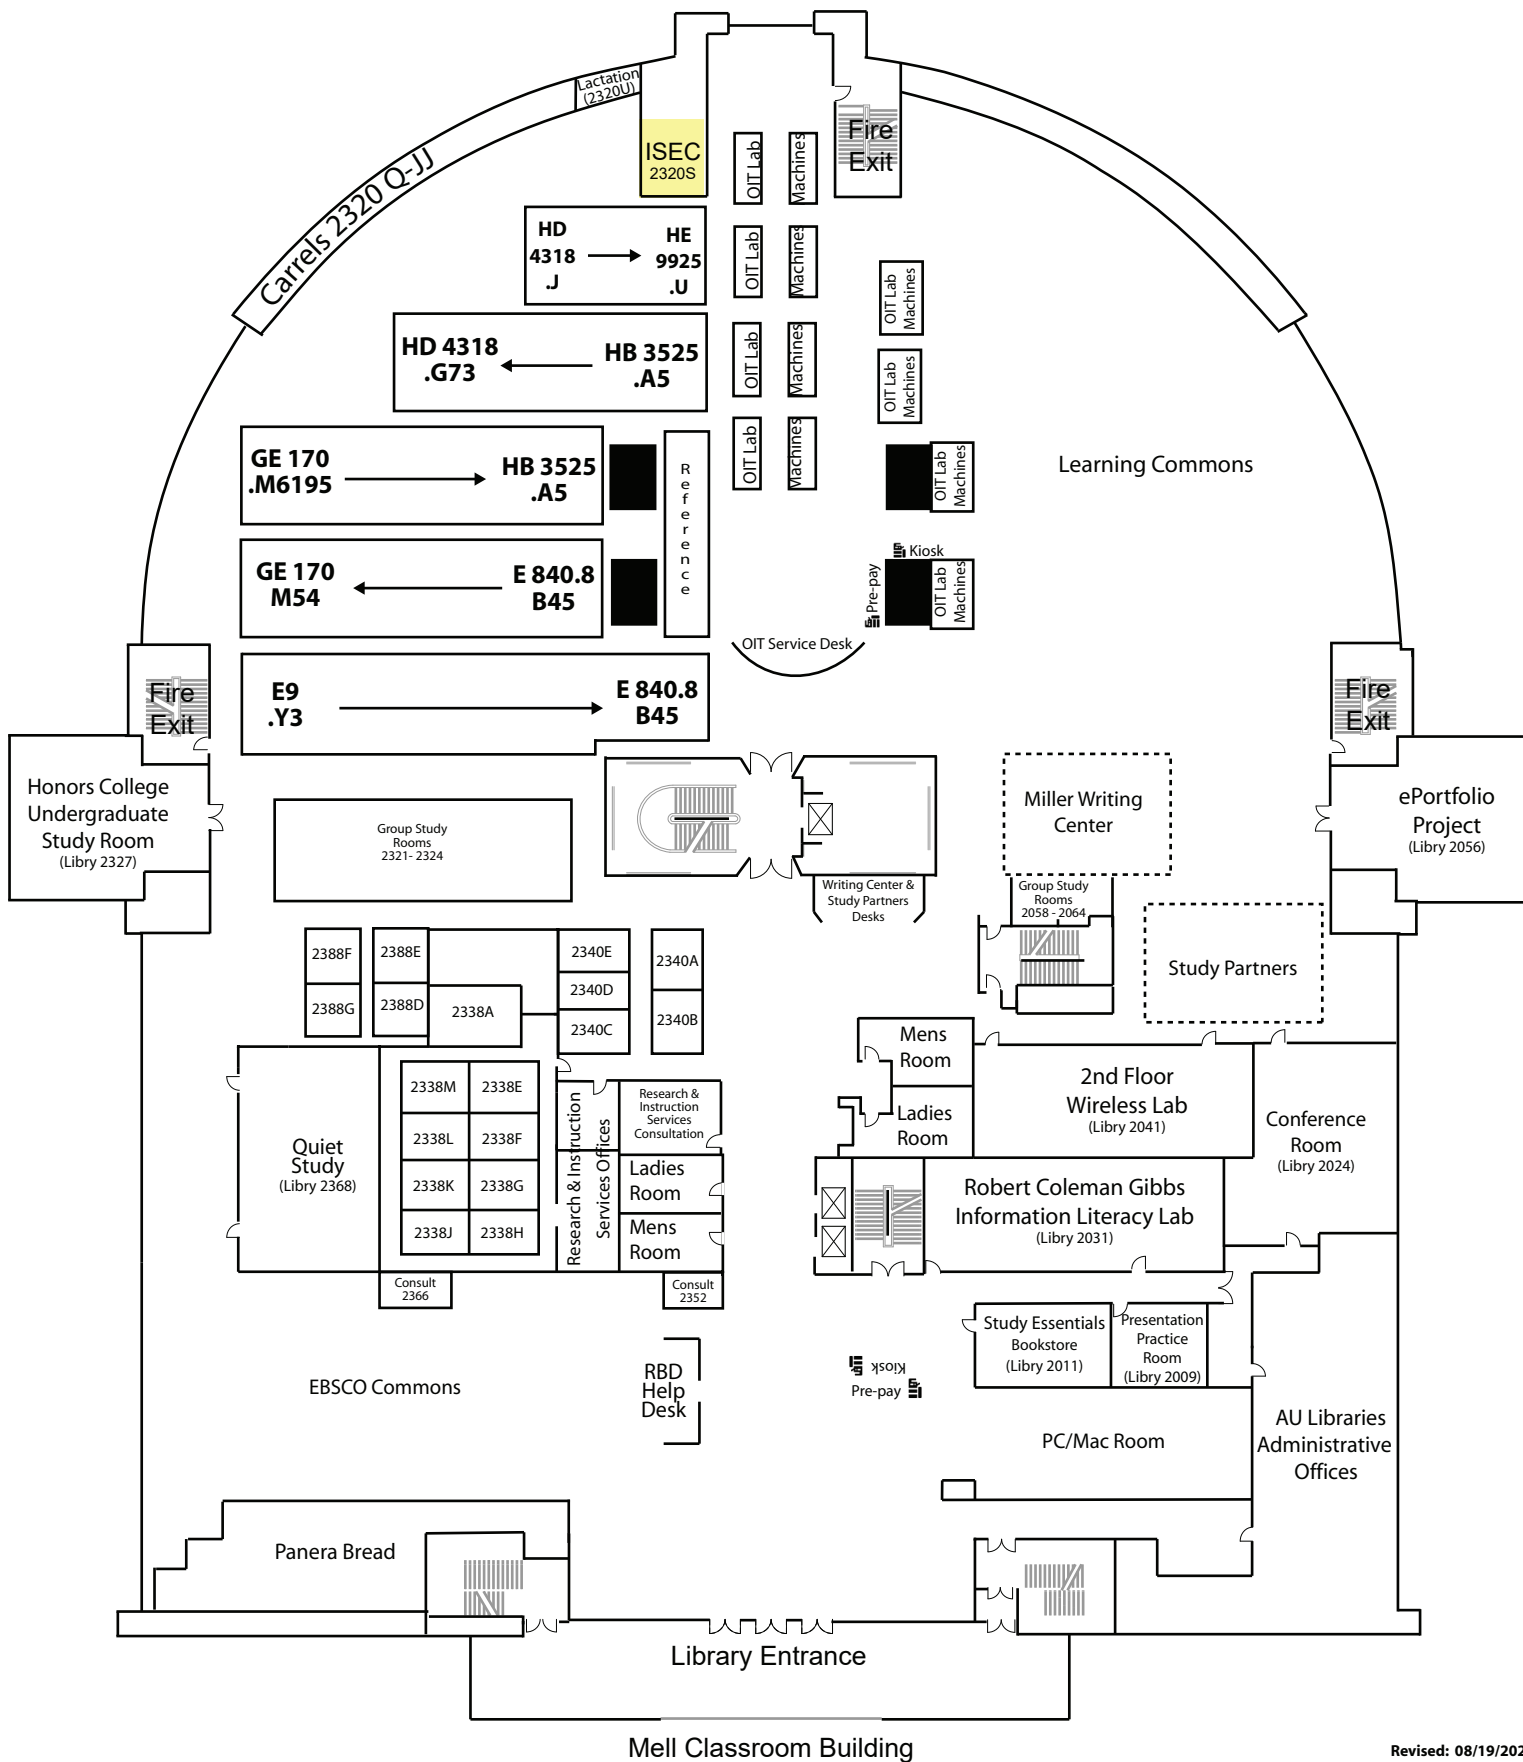 Lactation
(2320U)
Carrels 2320 Q-JJ
ISEC
2320S
Fire
Exit
OIT Lab
Machines
OIT Lab
Machines
OIT Lab
Machines
OIT Lab
Machines
OIT Lab
Machines
OIT Lab
Machines
OIT Lab
Machines
OIT Lab
Machines
HD
4318
.J
HE
9925
.U
HD 4318
.G73
HB 3525
.A5
GE 170
.M6195
HB 3525
.A5
GE 170
M54
E 840.8
B45
E9
.Y3
E 840.8
B45
Reference
Learning Commons
Kiosk
Pre-pay
OIT Service Desk
Fire
Exit
Fire
Exit
Honors College
Undergraduate
Study Room
(Libry 2327)
Group Study
Rooms
2321- 2324
Miller Writing
Center
ePortfolio
Project
(Libry 2056)
Writing Center &
Study Partners
Desks
Group Study
Rooms
2058 - 2064
Study Partners
2388F
2388E
2388G
2388D
2338A
2340E
2340D
2340C
2340A
2340B
Mens
Room
Ladies
Room
2nd Floor
Wireless Lab
(Libry 2041)
Conference
Room
(Libry 2024)
Quiet
Study
(Libry 2368)
2338M
2338E
2338L
2338F
2338K
2338G
2338J
2338H
Research & Instruction
Services Offices
Research &
Instruction
Services
Consultation
Ladies
Room
Mens
Room
Robert Coleman Gibbs
Information Literacy Lab
(Libry 2031)
Consult
2366
Consult
2352
Study Essentials
Bookstore
(Libry 2011)
Presentation
Practice
Room
(Libry 2009)
EBSCO Commons
RBD
Help
Desk
Kiosk
Pre-pay
PC/Mac Room
AU Libraries
Administrative
Offices
Panera Bread
Library Entrance
Mell Classroom Building
Revised: 08/19/202